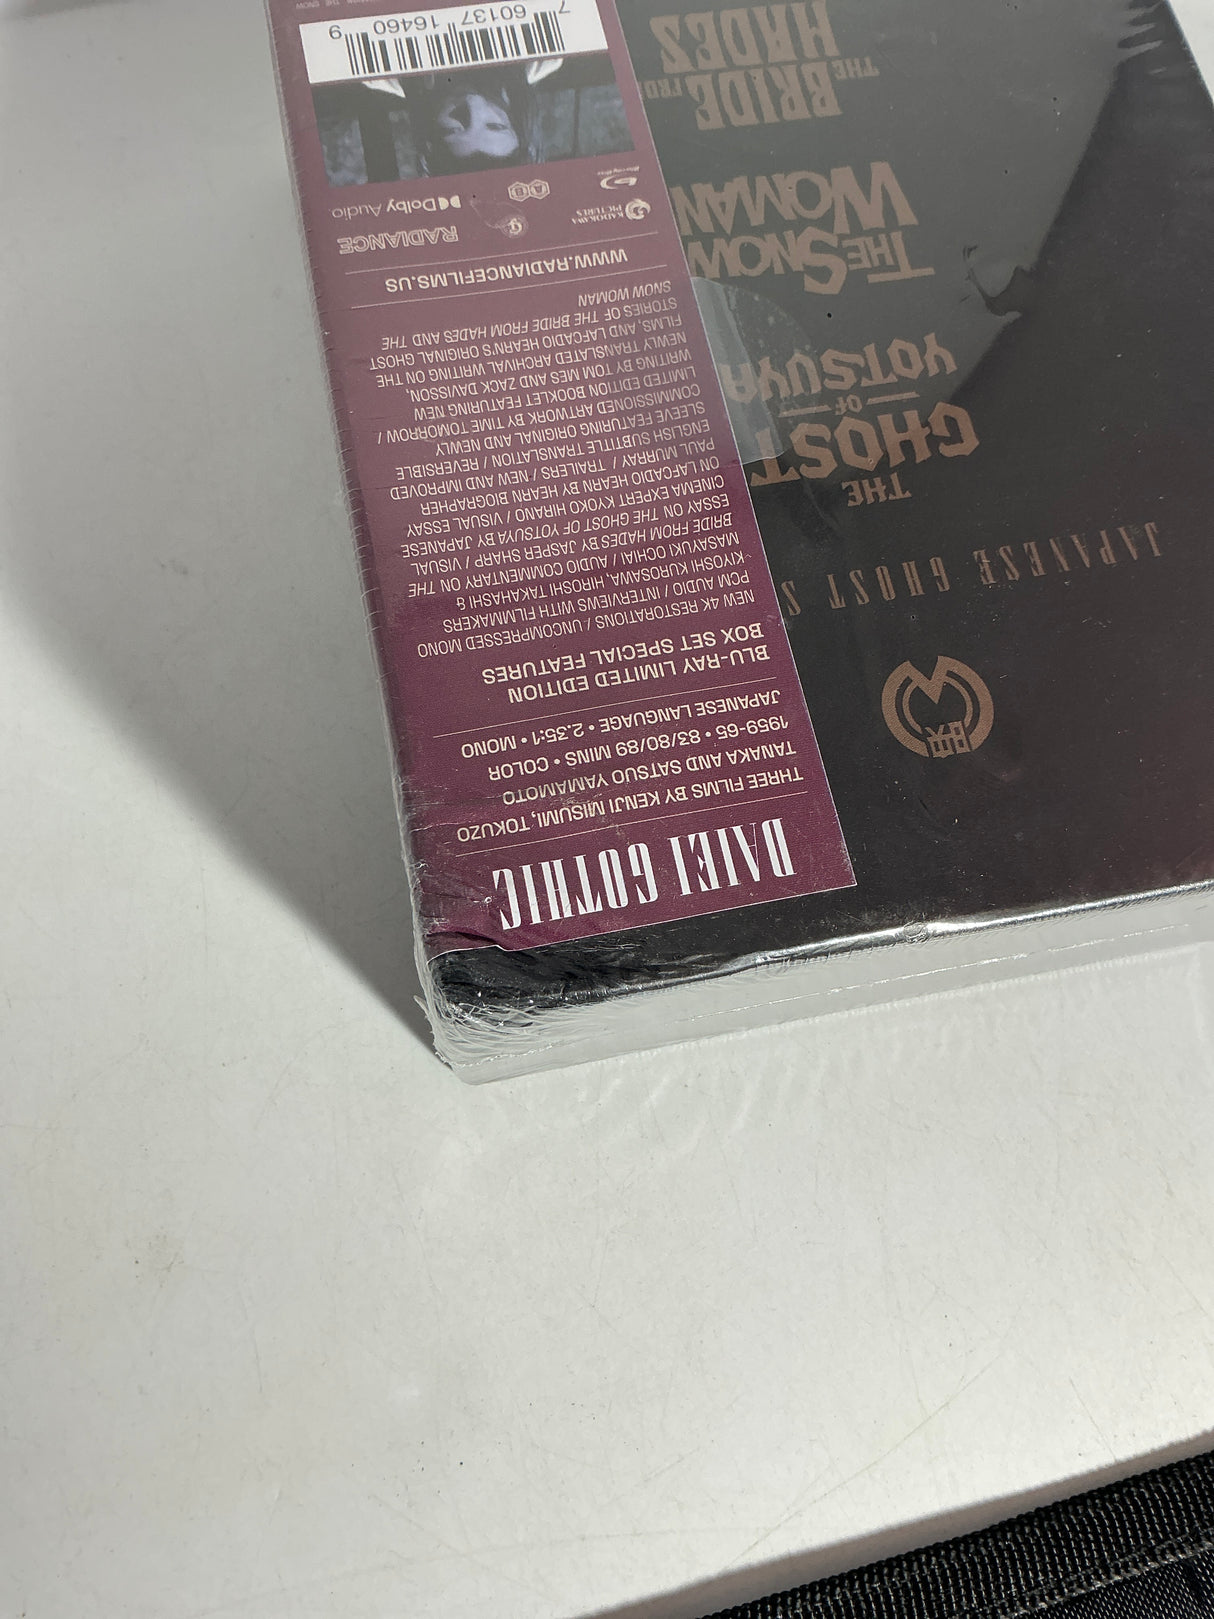 DAIEI GOTHIC
THREE FILMS BY KENJI MISUMI, TOKUZO
TANAKA AND SATSUO YAMAMOTO
1959-65 • 83/80/89 MINS • COLOR
JAPANESE LANGUAGE • 2.35:1 • MONO
BLU-RAY LIMITED EDITION
BOX SET SPECIAL FEATURES
NEW 4K RESTORATIONS / UNCOMPRESSED MONO
PCM AUDIO / INTERVIEWS WITH FILMMAKERS
KIYOSHI KUROSAWA, HIROSHI TAKAHASHI &
MASAYUKI OCHIAI / AUDIO COMMENTARY ON THE
BRIDE FROM HADES BY JASPER SHARP / VISUAL
ESSAY ON THE GHOST OF YOTSUYA BY JAPANESE
CINEMA EXPERT KYOKO HIRANO / VISUAL ESSAY
ON LAFCADIO HEARN BY HEARN BIOGRAPHER
PAUL MURRAY / TRAILERS / NEW AND IMPROVED
ENGLISH SUBTITLE TRANSLATION / REVERSIBLE
SLEEVE FEATURING ORIGINAL AND NEWLY
COMMISSIONED ARTWORK BY TIME TOMORROW /
LIMITED EDITION BOOKLET FEATURING NEW
WRITING BY TOM MES AND ZACK DAVISSON,
NEWLY TRANSLATED ARCHIVAL WRITING ON THE
FILMS, AND LAFCADIO HEARN'S ORIGINAL GHOST
STORIES OF THE BRIDE FROM HADES AND THE
SNOW WOMAN
WWW.RADIANCEFILMS.US
KADOKAWA
PICTURES
RADIANCE
Blu-ray Disc
Dolby Audio
7 60137 16460 9
THE SNOW
JAPANESE GHOST S
THE
GHOST
OF
YOTSUYA
THE SNOW
WOMAN
THE
BRIDE FRO
HADES